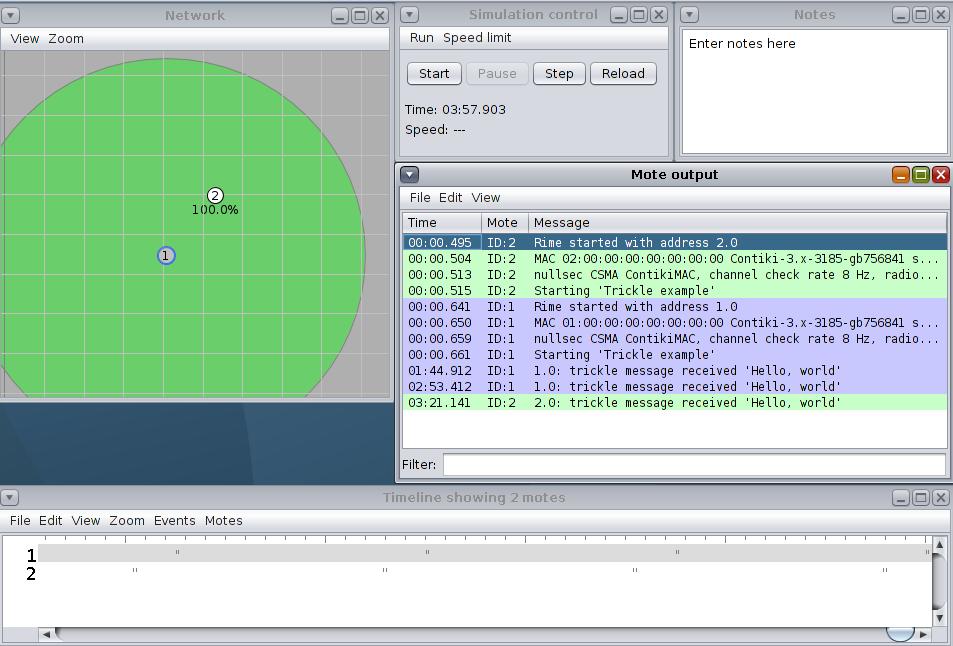 Network
View Zoom
2
100.0%
1
Simulation control
Run Speed limit
Start Pause Step Reload
Time: 03:57.903
Speed: ---
Notes
Enter notes here
Mote output
File Edit View
Time Mote Message
00:00.495 ID:2 Rime started with address 2.0
00:00.504 ID:2 MAC 02:00:00:00:00:00:00:00 Contiki-3.x-3185-gb756841 s...
00:00.513 ID:2 nullsec CSMA ContikiMAC, channel check rate 8 Hz, radio...
00:00.515 ID:2 Starting 'Trickle example'
00:00.641 ID:1 Rime started with address 1.0
00:00.650 ID:1 MAC 01:00:00:00:00:00:00:00 Contiki-3.x-3185-gb756841 s...
00:00.659 ID:1 nullsec CSMA ContikiMAC, channel check rate 8 Hz, radio...
00:00.661 ID:1 Starting 'Trickle example'
01:44.912 ID:1 1.0: trickle message received 'Hello, world'
02:53.412 ID:1 1.0: trickle message received 'Hello, world'
03:21.141 ID:2 2.0: trickle message received 'Hello, world'
Filter:
Timeline showing 2 motes
File Edit View Zoom Events Motes
1
2